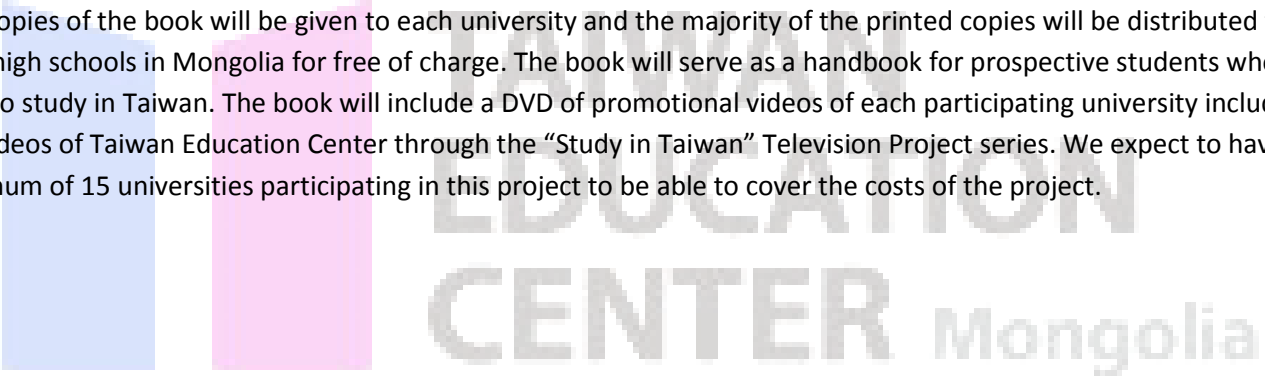 opies of the book will be given to each university and the majority of the printed copies will be distributed
high schools in Mongolia for free of charge. The book will serve as a handbook for prospective students wh
o study in Taiwan. The book will include a DVD of promotional videos of each participating university inclu
deos of Taiwan Education Center through the “Study in Taiwan” Television Project series. We expect to hav
num of 15 universities participating in this project to be able to cover the costs of the project.
TAIWAN
EDUCATION
CENTER Mongolia